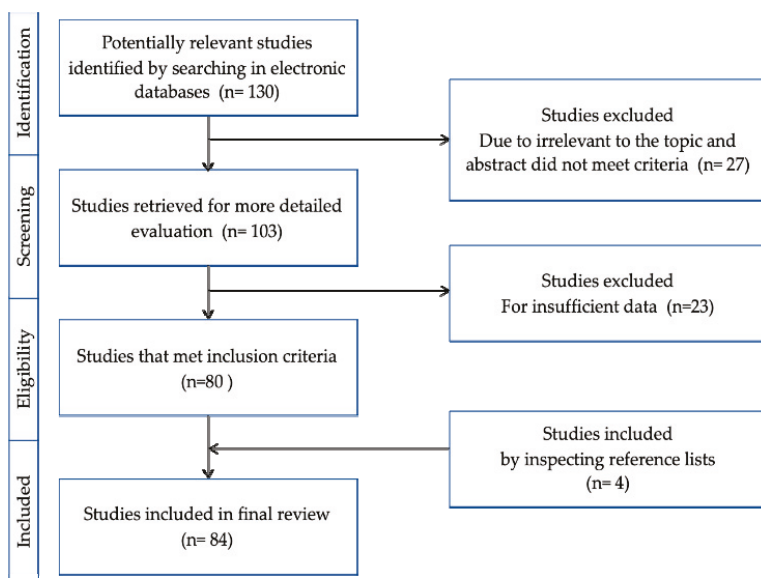 Identification
Potentially relevant studies
identified by searching in electronic
databases (n= 130)
Studies excluded
Due to irrelevant to the topic and
abstract did not meet criteria (n= 27)
Screening
Studies retrieved for more detailed
evaluation (n= 103)
Studies excluded
For insufficient data (n=23)
Eligibility
Studies that met inclusion criteria
(n=80 )
Studies included
by inspecting reference lists
(n= 4)
Included
Studies included in final review
(n= 84)